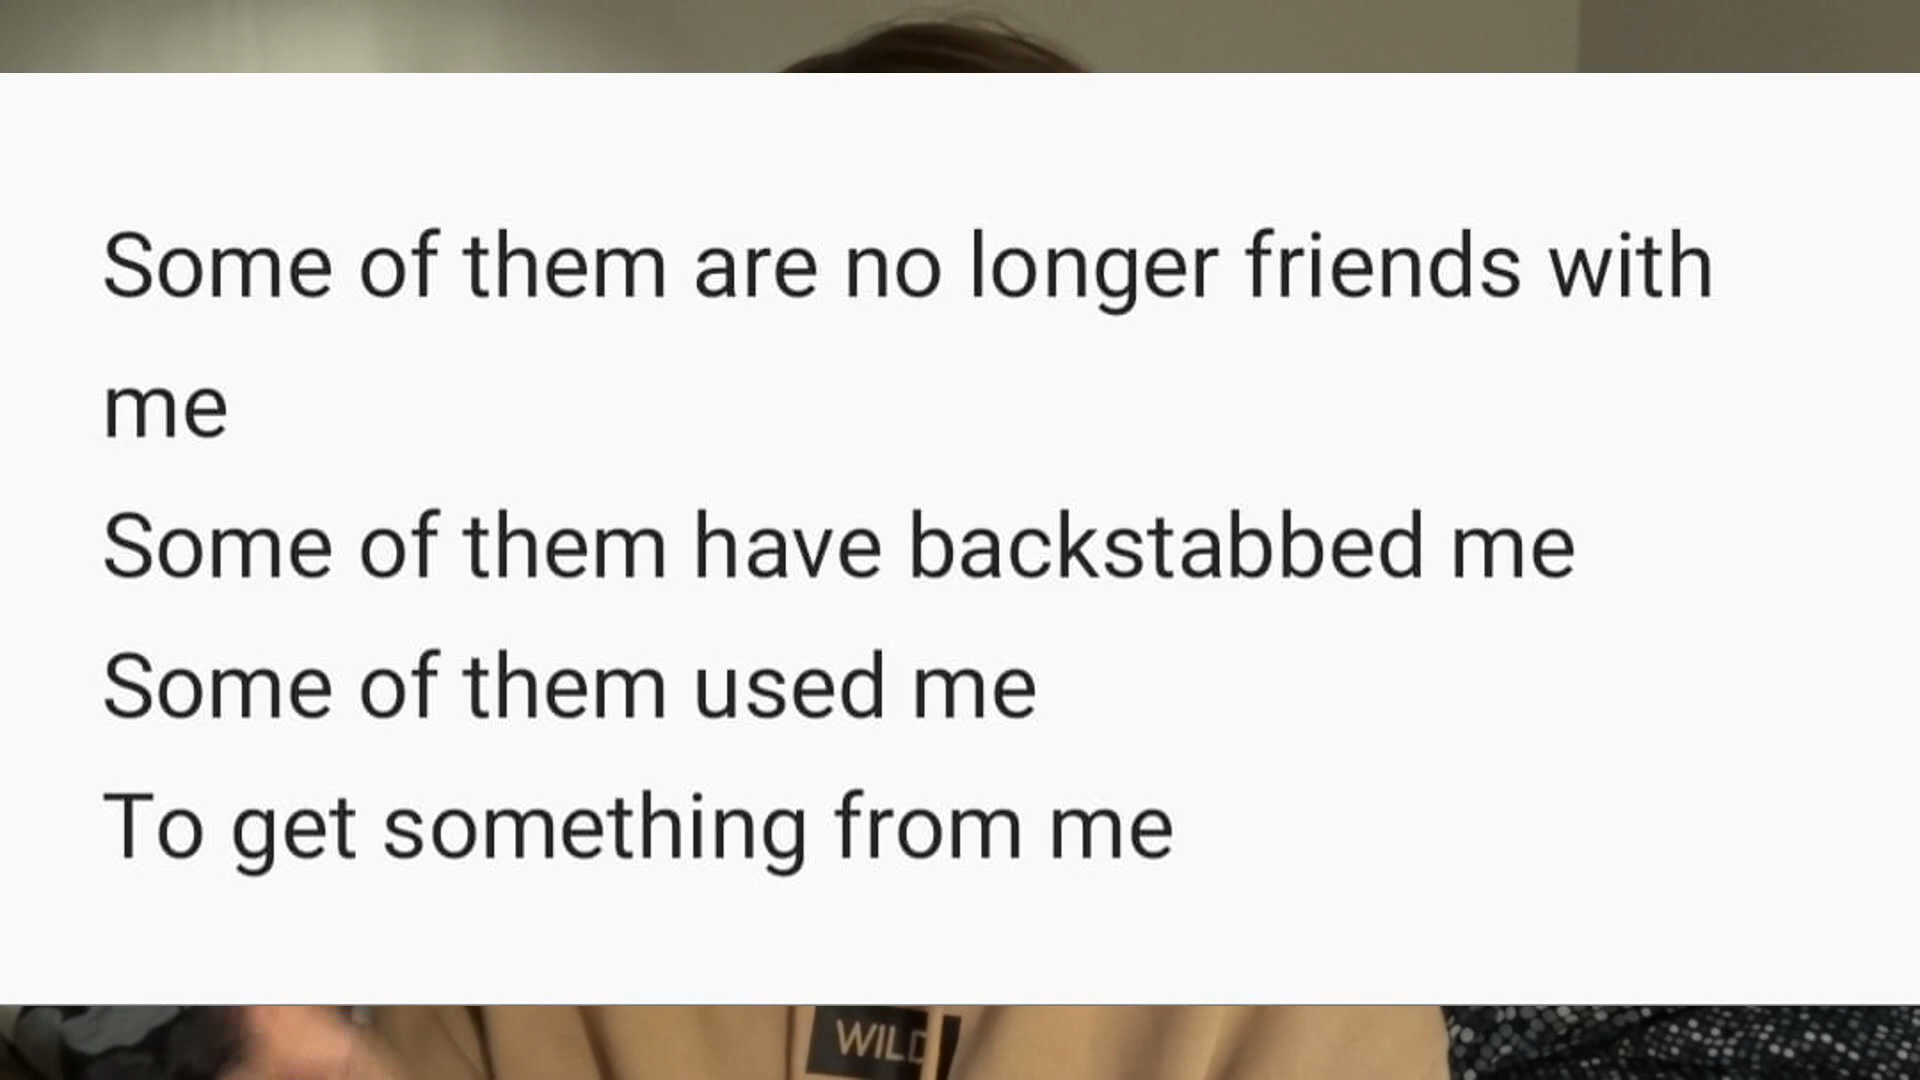 Some of them are no longer friends with
me
Some of them have backstabbed me
Some of them used me
To get something from me
WILD